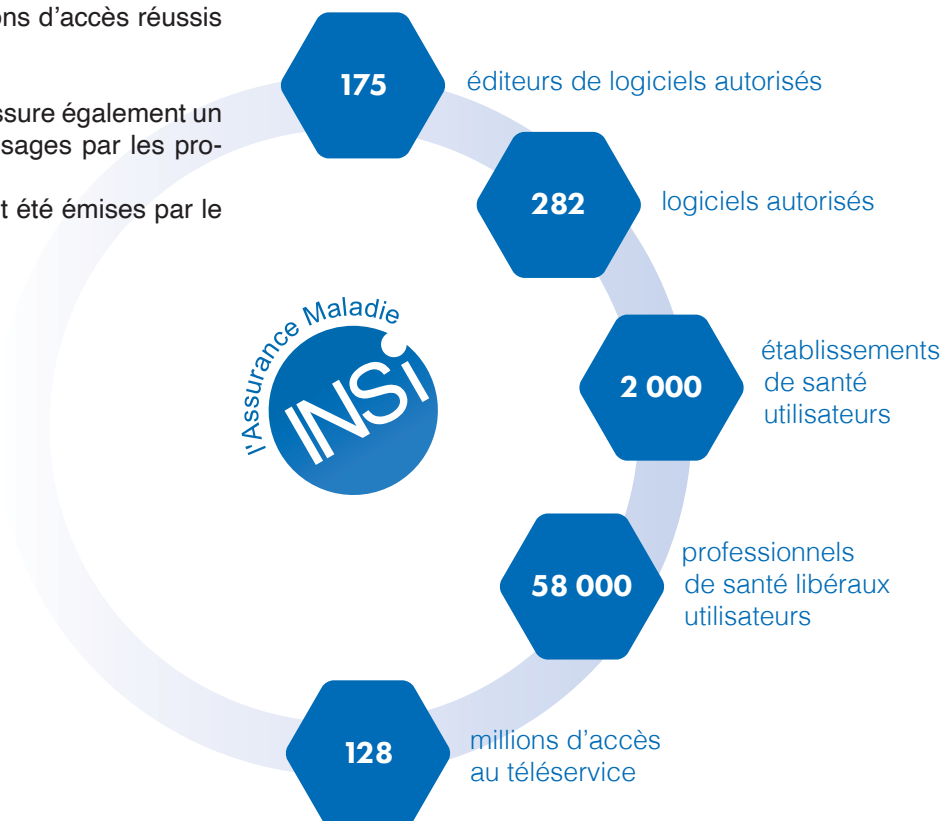 ons d’accès réussis
ssure également un
sages par les pro-
t été émises par le
175
éditeurs de logiciels autorisés
282
logiciels autorisés
l'Assurance Maladie
INSi
2 000
établissements
de santé
utilisateurs
58 000
professionnels
de santé libéraux
utilisateurs
128
millions d’accès
au téléservice